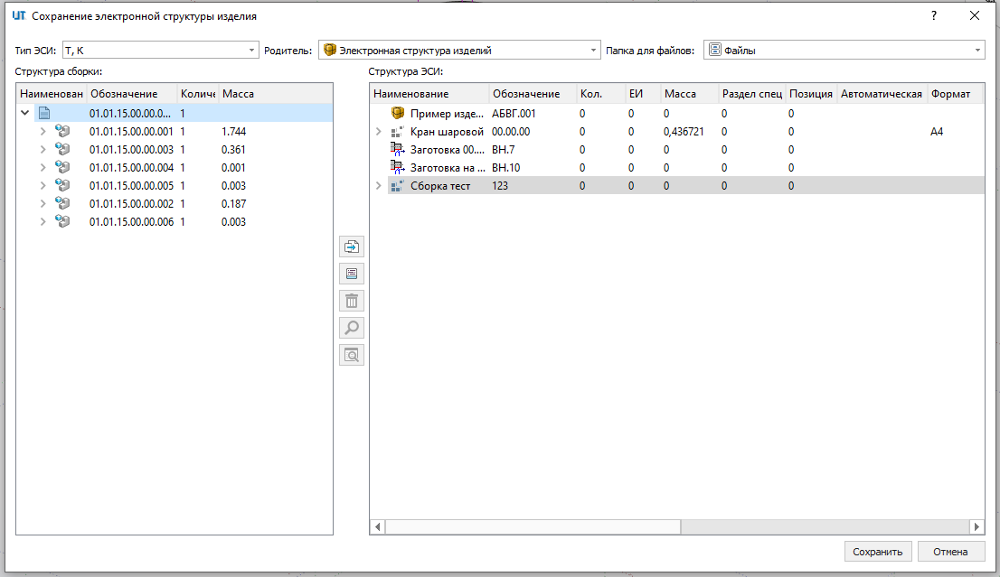 Сохранение электронной структуры изделия ?
Тип ЭСИ: Т, К Родитель: Электронная структура изделий Папка для файлов: Файлы
Структура сборки:
Наименован Обозначение Количе Масса
01.01.15.00.00.0... 1
01.01.15.00.00.001 1 1.744
01.01.15.00.00.003 1 0.361
01.01.15.00.00.004 1 0.001
01.01.15.00.00.005 1 0.003
01.01.15.00.00.002 1 0.187
01.01.15.00.00.006 1 0.003
Структура ЭСИ:
Наименование Обозначение Кол. ЕИ Масса Раздел спец Позиция Автоматическая Формат
Пример изде... АБВГ.001 0 0 0 0 0
Кран шаровой 00.00.00 0 0 0,436721 0 0 А4
Заготовка 00.... ВН.7 0 0 0 0 0
Заготовка на ... ВН.10 0 0 0 0 0
Сборка тест 123 0 0 0 0 0
Сохранить Отмена